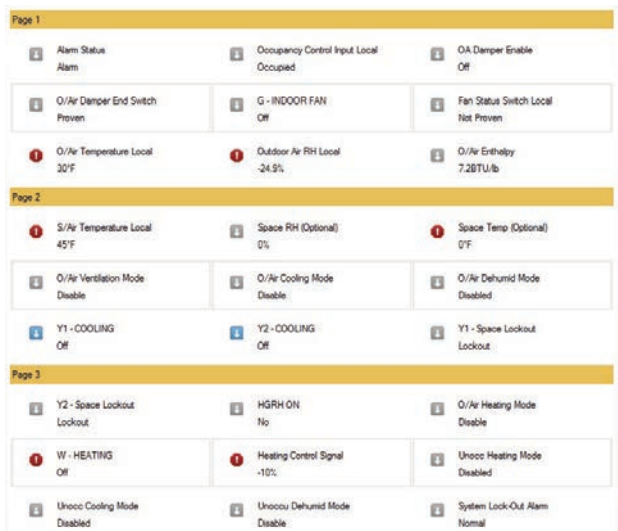 Page 1
Alarm Status
Alarm
Occupancy Control Input Local
Occupied
OA Damper Enable
Off
O/Air Damper End Switch
Proven
G - INDOOR FAN
Off
Fan Status Switch Local
Not Proven
O/Air Temperature Local
30°F
Outdoor Air RH Local
-24.9%
O/Air Enthalpy
7.2BTU/lb
Page 2
S/Air Temperature Local
45°F
Space RH (Optional)
0%
Space Temp (Optional)
0°F
O/Air Ventilation Mode
Disable
O/Air Cooling Mode
Disable
O/Air Dehumid Mode
Disabled
Y1 - COOLING
Off
Y2 - COOLING
Off
Y1 - Space Lockout
Lockout
Page 3
Y2 - Space Lockout
Lockout
HGRH ON
No
O/Air Heating Mode
Disable
W - HEATING
Off
Heating Control Signal
-10%
Unocc Heating Mode
Disabled
Unocc Cooling Mode
Disabled
Unoccu Dehumid Mode
Disable
System Lock-Out Alarm
Normal